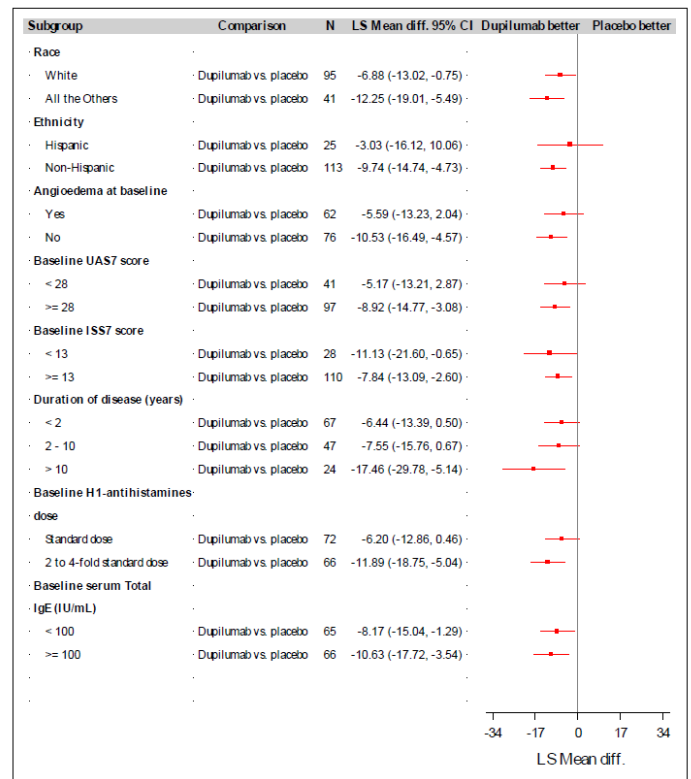 Subgroup Comparison N LS Mean diff. 95% CI Dupilumab better Placebo better
Race
White Dupilumab vs. placebo 95 -6.88 (-13.02, -0.75)
All the Others Dupilumab vs. placebo 41 -12.25 (-19.01, -5.49)
Ethnicity
Hispanic Dupilumab vs. placebo 25 -3.03 (-16.12, 10.06)
Non-Hispanic Dupilumab vs. placebo 113 -9.74 (-14.74, -4.73)
Angioedema at baseline
Yes Dupilumab vs. placebo 62 -5.59 (-13.23, 2.04)
No Dupilumab vs. placebo 76 -10.53 (-16.49, -4.57)
Baseline UAS7 score
< 28 Dupilumab vs. placebo 41 -5.17 (-13.21, 2.87)
>= 28 Dupilumab vs. placebo 97 -8.92 (-14.77, -3.08)
Baseline ISS7 score
< 13 Dupilumab vs. placebo 28 -11.13 (-21.60, -0.65)
>= 13 Dupilumab vs. placebo 110 -7.84 (-13.09, -2.60)
Duration of disease (years)
< 2 Dupilumab vs. placebo 67 -6.44 (-13.39, 0.50)
2 - 10 Dupilumab vs. placebo 47 -7.55 (-15.76, 0.67)
> 10 Dupilumab vs. placebo 24 -17.46 (-29.78, -5.14)
Baseline H1-antihistamines
dose
Standard dose Dupilumab vs. placebo 72 -6.20 (-12.86, 0.46)
2 to 4-fold standard dose Dupilumab vs. placebo 66 -11.89 (-18.75, -5.04)
Baseline serum Total
IgE (IU/mL)
< 100 Dupilumab vs. placebo 65 -8.17 (-15.04, -1.29)
>= 100 Dupilumab vs. placebo 66 -10.63 (-17.72, -3.54)
-34 -17 0 17 34
LS Mean diff.